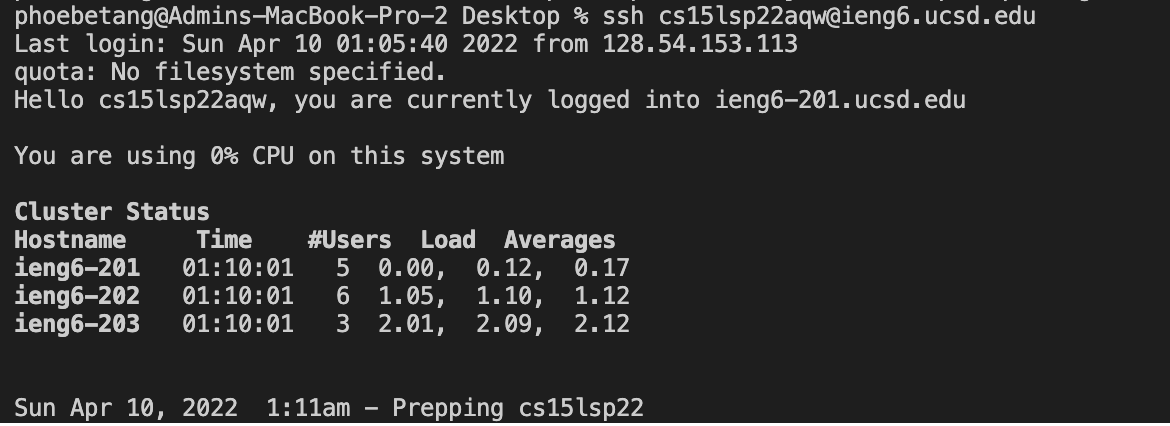 phoebetang@Admins-MacBook-Pro-2 Desktop % ssh cs15lsp22aqw@ieng6.ucsd.edu
Last login: Sun Apr 10 01:05:40 2022 from 128.54.153.113
quota: No filesystem specified.
Hello cs15lsp22aqw, you are currently logged into ieng6-201.ucsd.edu
You are using 0% CPU on this system
Cluster Status
Hostname     Time    #Users  Load  Averages
ieng6-201   01:10:01   5  0.00,  0.12,  0.17
ieng6-202   01:10:01   6  1.05,  1.10,  1.12
ieng6-203   01:10:01   3  2.01,  2.09,  2.12
Sun Apr 10, 2022  1:11am - Prepping cs15lsp22